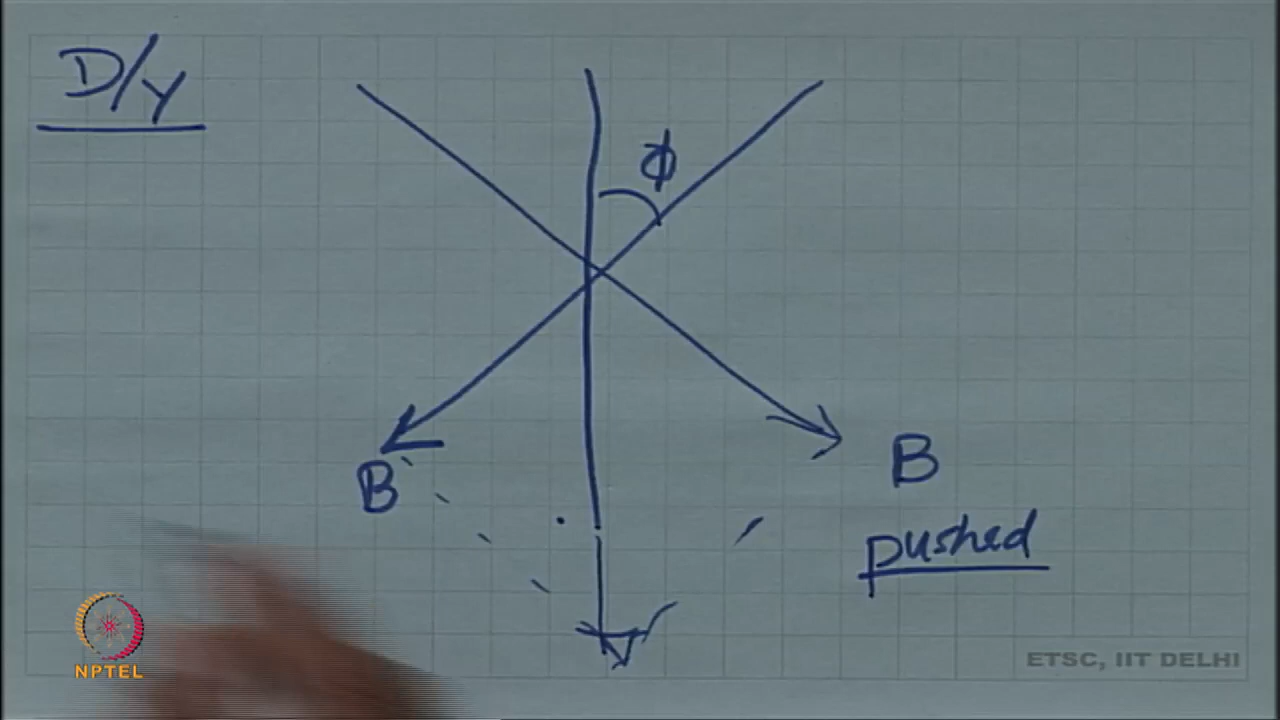 D/Y
φ
B
B
pushed
NPTEL
ETSC, IIT DELHI